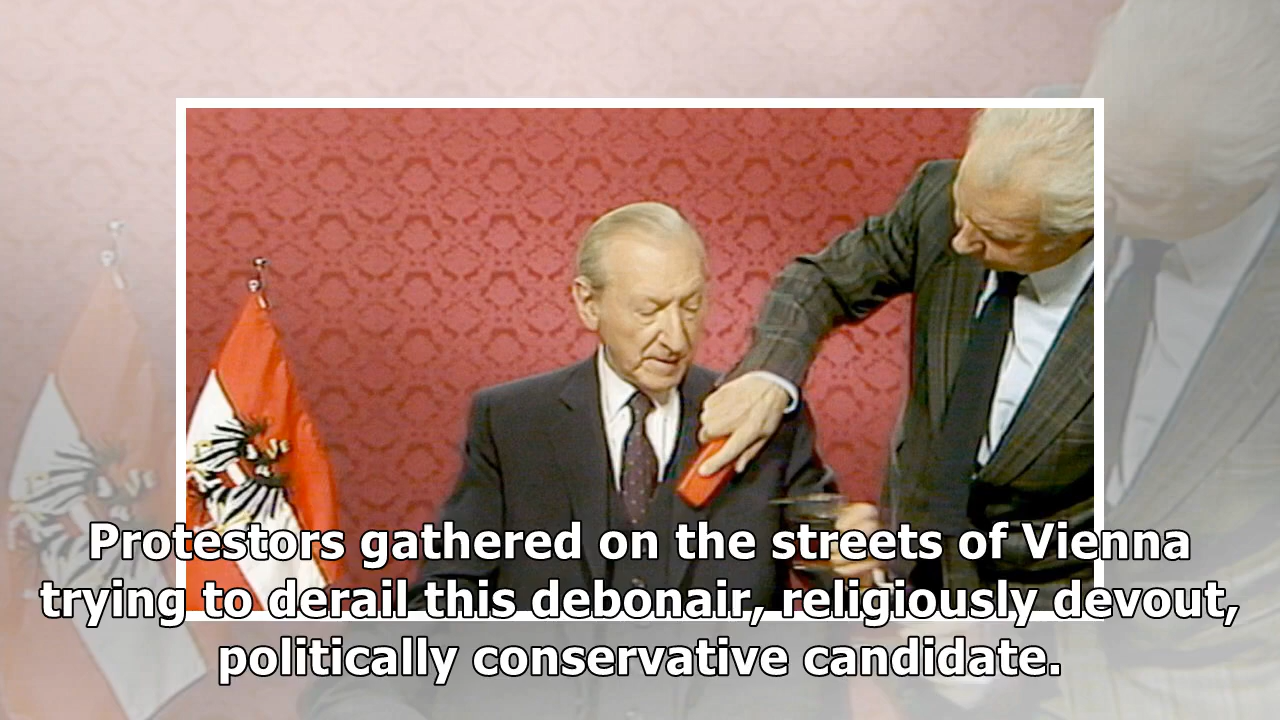 Protestors gathered on the streets of Vienna
trying to derail this debonair, religiously devout,
politically conservative candidate.